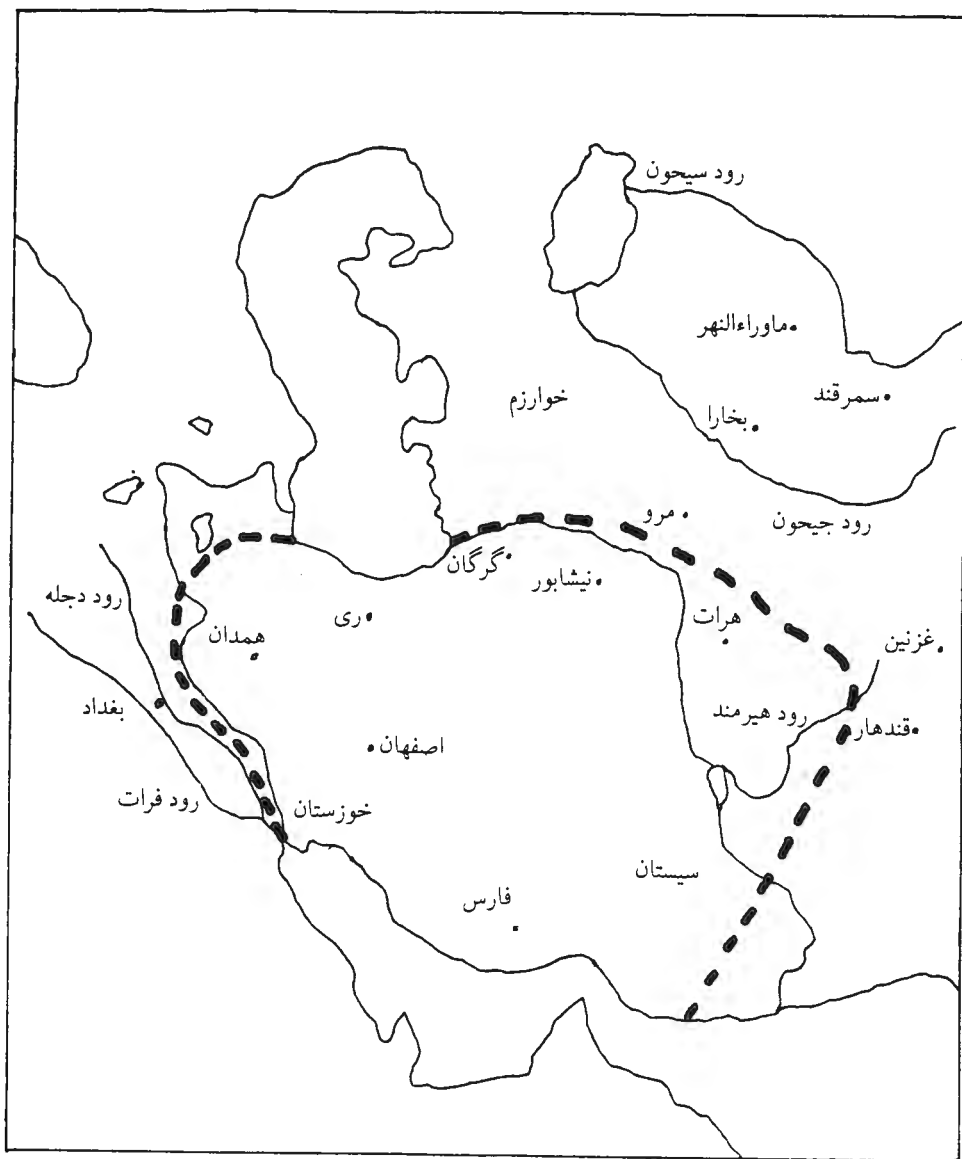 رود سیحون
ماوراءالنهر
سمرقند
خوارزم
بخارا
مرو
رود جیحون
گرگان
نیشابور
رود دجله
ری
همدان
هرات
غزنین
بغداد
رود هیرمند
قندهار
اصفهان
رود فرات
خوزستان
سیستان
فارس